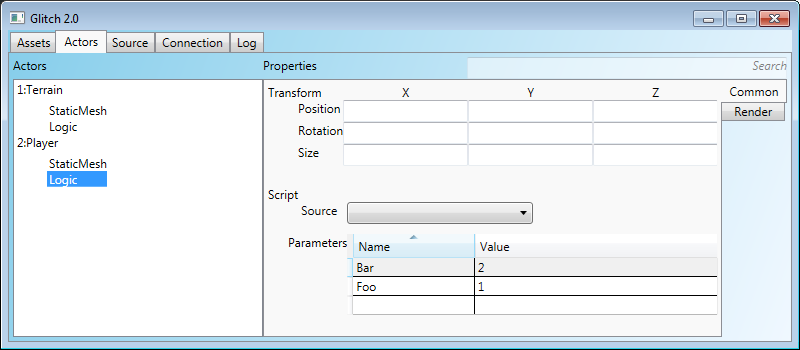 Glitch 2.0
Assets Actors Source Connection Log
Actors
1:Terrain
StaticMesh
Logic
2:Player
StaticMesh
Logic
Properties Search
Transform X Y Z
Position
Rotation
Size
Script
Source
Parameters Name Value
Bar 2
Foo 1
Common
Render